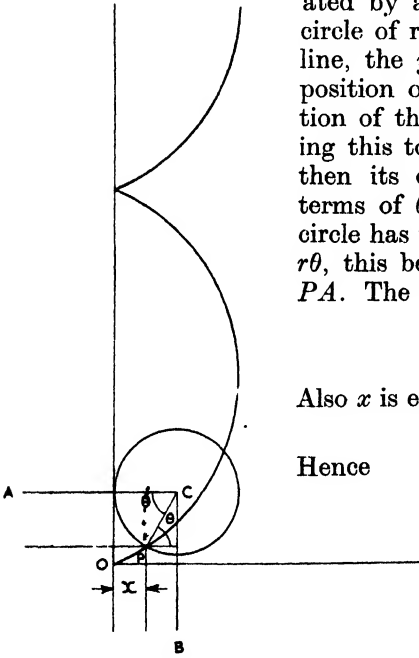 ated by a
circle of r
line, the
position o
tion of th
ing this to
then its
terms of
circle has
rθ, this be
PA. The
Also x is e
Hence
A
θ
C
θ
P
O
x
B